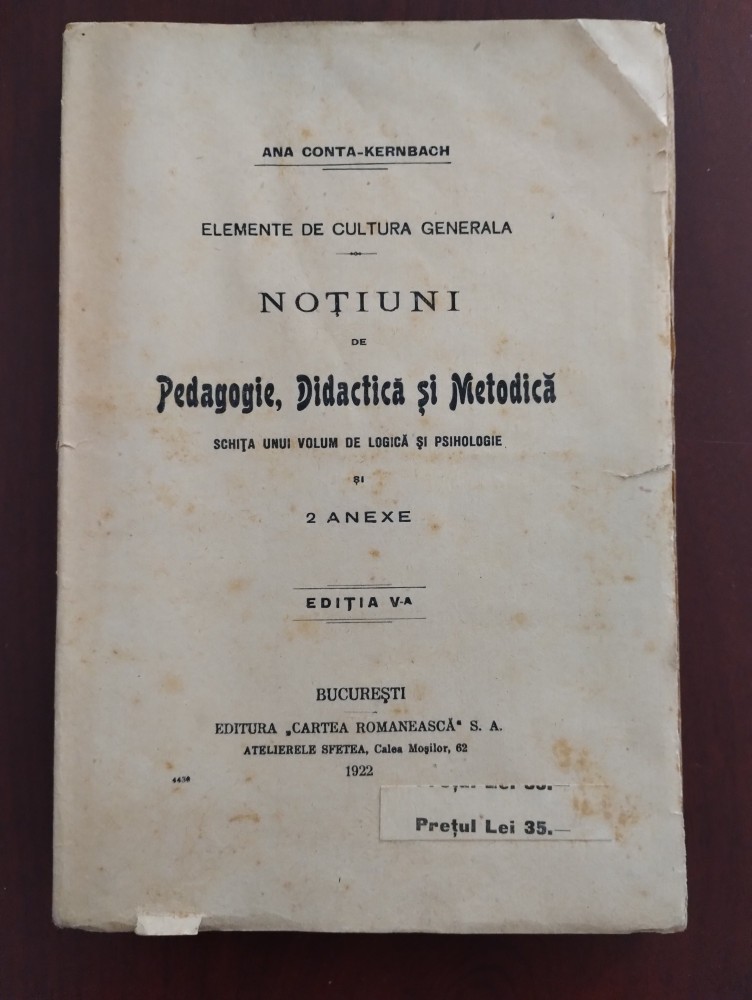 ANA CONTA-KERNBACH
ELEMENTE DE CULTURA GENERALA
NOȚIUNI
DE
Pedagogie, Didactică și Metodică
SCHIȚA UNUI VOLUM DE LOGICĂ ȘI PSIHOLOGIE
ȘI
2 ANEXE
EDIȚIA V-A
BUCUREȘTI
EDITURA „CARTEA ROMANEASCĂ" S. A.
ATELIERELE SFETEA, Calea Moșilor, 62
1922
4436
Prețul Lei 35.—